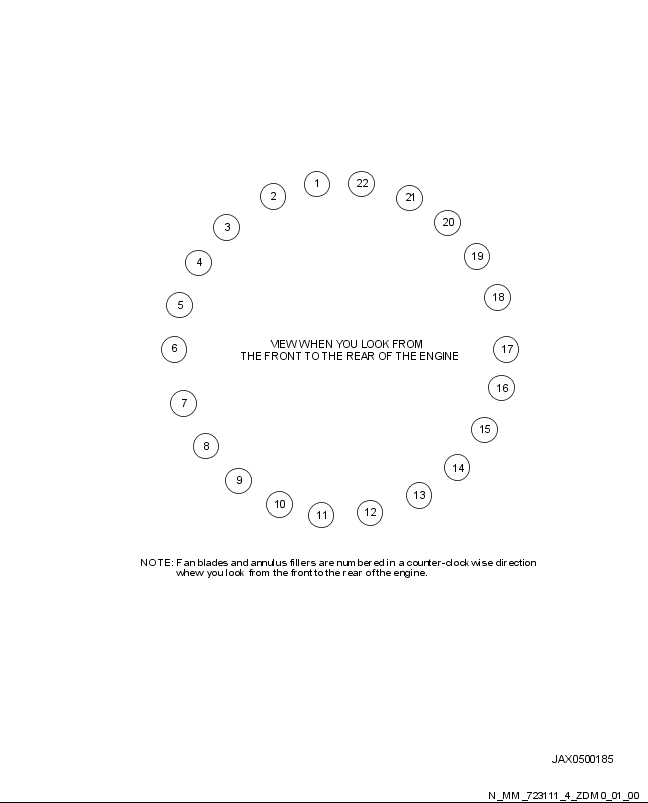 1 22
2 21
3 20
4 19
5 18
VIEW WHEN YOU LOOK FROM
6 17
THE FRONT TO THE REAR OF THE ENGINE
16
7
15
8
14
9
13
10
11 12
NOTE: Fan blades and annulus fillers are numbered in a counter-clockwise direction
whew you look from the front to the rear of the engine.
JAX0500185
N_MM_723111_4_ZDM0_01_00